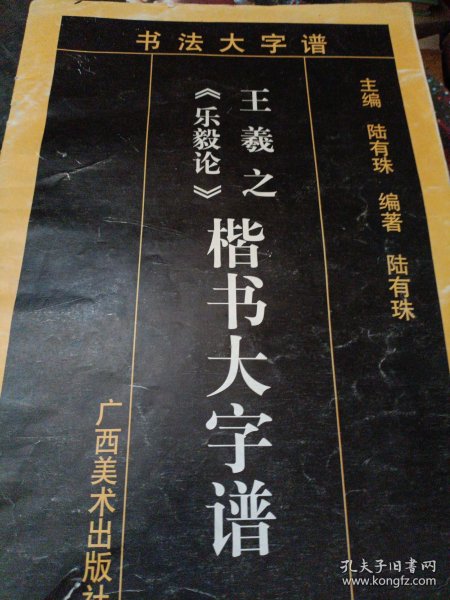 书法大字谱
主编 陆有珠 编著 陆有珠
王羲之
《乐毅论》
楷书大字谱
广西美术出版社
孔夫子旧书网
www.kongfz.com